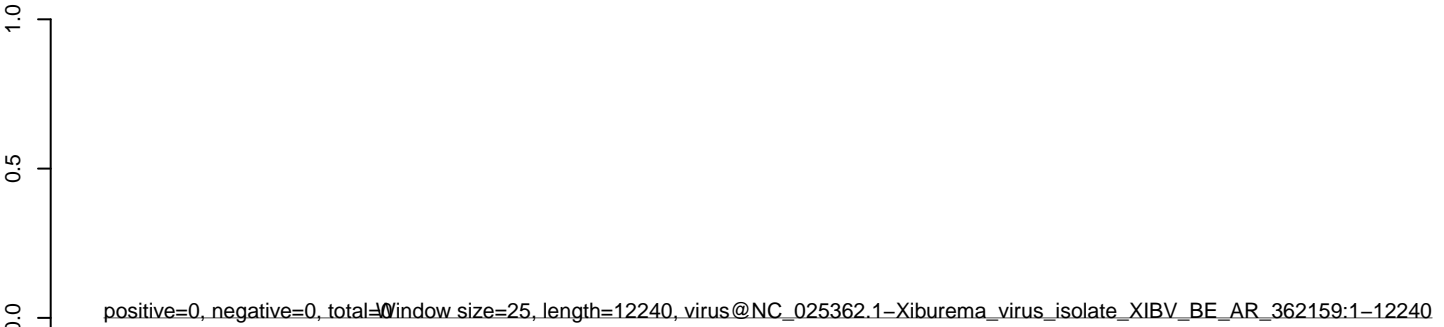 1.0
0.5
0.0
positive=0, negative=0, total=0
Window size=25, length=12240, virus@NC_025362.1−Xiburema_virus_isolate_XIBV_BE_AR_362159:1−12240